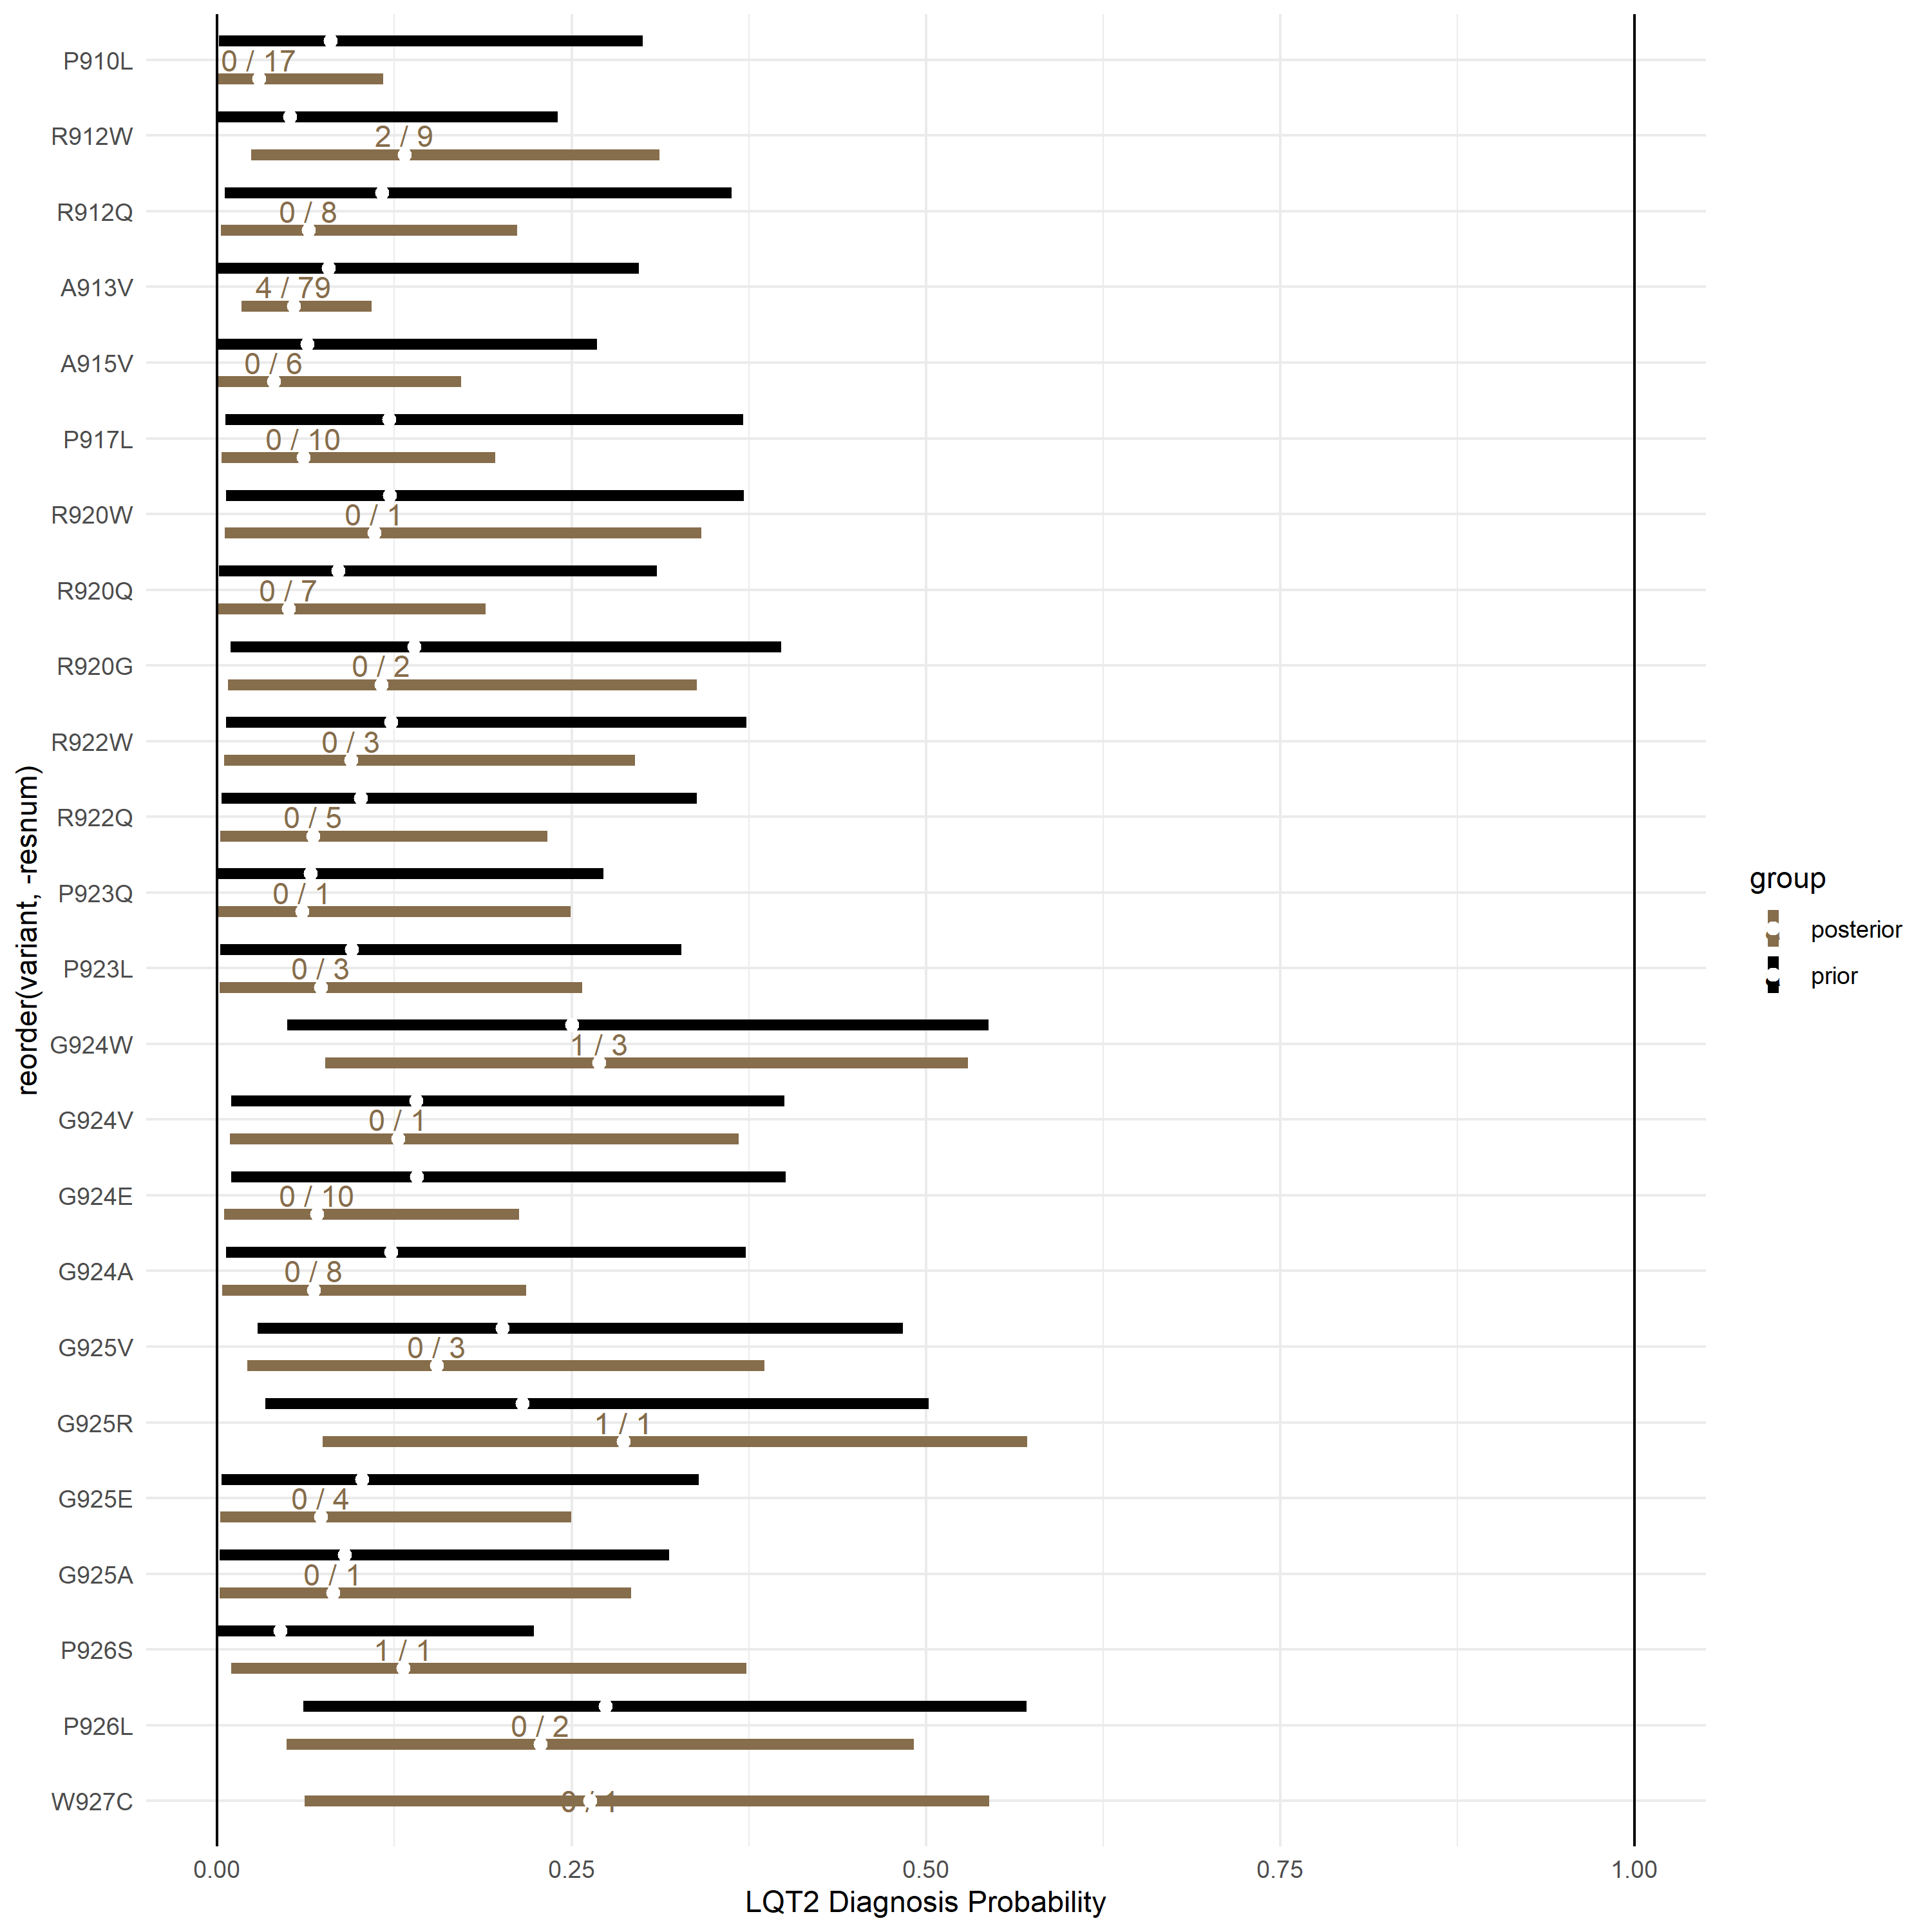 P910L
0 / 17
R912W
2 / 9
R912Q
0 / 8
A913V
4 / 79
A915V
0 / 6
P917L
0 / 10
R920W
0 / 1
R920Q
0 / 7
R920G
0 / 2
R922W
0 / 3
R922Q
0 / 5
P923Q
0 / 1
P923L
0 / 3
G924W
1 / 3
G924V
0 / 1
G924E
0 / 10
G924A
0 / 8
G925V
0 / 3
G925R
1 / 1
G925E
0 / 4
G925A
0 / 1
P926S
1 / 1
P926L
0 / 2
W927C
reorder(variant, -resnum)
0.00
0.25
0.50
0.75
1.00
LQT2 Diagnosis Probability
group
posterior
prior